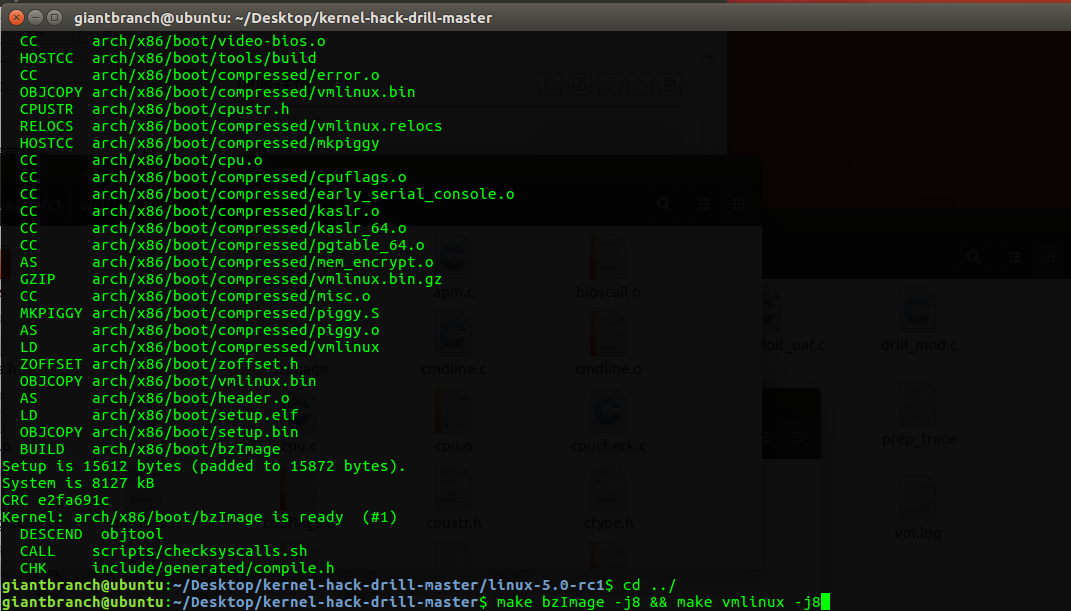 giantbranch@ubuntu: ~/Desktop/kernel-hack-drill-master
CC arch/x86/boot/video-bios.o
HOSTCC arch/x86/boot/tools/build
CC arch/x86/boot/compressed/error.o
OBJCOPY arch/x86/boot/compressed/vmlinux.bin
CPUSTR arch/x86/boot/cpustr.h
RELOCS arch/x86/boot/compressed/vmlinux.relocs
HOSTCC arch/x86/boot/compressed/mkpiggy
CC arch/x86/boot/cpu.o
CC arch/x86/boot/compressed/cpuflags.o
CC arch/x86/boot/compressed/early_serial_console.o
CC arch/x86/boot/compressed/kaslr.o
CC arch/x86/boot/compressed/kaslr_64.o
CC arch/x86/boot/compressed/pgtable_64.o
AS arch/x86/boot/compressed/mem_encrypt.o
GZIP arch/x86/boot/compressed/vmlinux.bin.gz
CC arch/x86/boot/compressed/misc.o
MKPIGGY arch/x86/boot/compressed/piggy.S
AS arch/x86/boot/compressed/piggy.o
LD arch/x86/boot/compressed/vmlinux
ZOFFSET arch/x86/boot/zoffset.h
OBJCOPY arch/x86/boot/vmlinux.bin
AS arch/x86/boot/header.o
LD arch/x86/boot/setup.elf
OBJCOPY arch/x86/boot/setup.bin
BUILD arch/x86/boot/bzImage
Setup is 15612 bytes (padded to 15872 bytes).
System is 8127 kB
CRC e2fa691c
Kernel: arch/x86/boot/bzImage is ready (#1)
DESCEND objtool
CALL scripts/checksyscalls.sh
CHK include/generated/compile.h
giantbranch@ubuntu:~/Desktop/kernel-hack-drill-master/linux-5.0-rc1$ cd ../
giantbranch@ubuntu:~/Desktop/kernel-hack-drill-master$ make bzImage -j8 && make vmlinux -j8
apm.c
bioscall.o
cmdline.c
cmdline.o
cpu.c
cpu.o
cpucheck.c
cpustr.h
ctype.h
drill_mod.c
prep_trace
vm.log